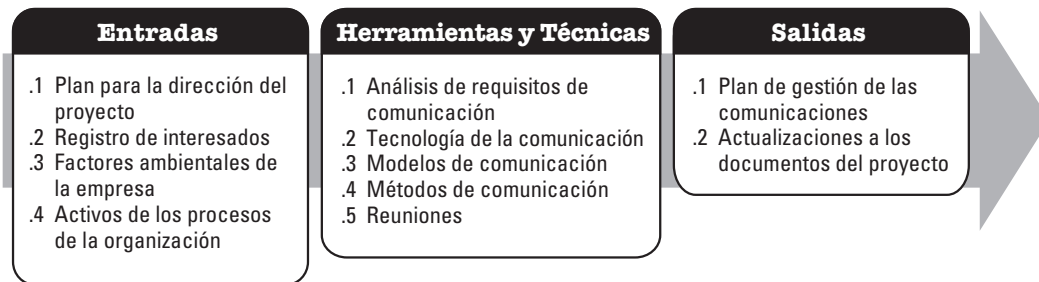 Entradas
.1 Plan para la dirección del
proyecto
.2 Registro de interesados
.3 Factores ambientales de
la empresa
.4 Activos de los procesos
de la organización
Herramientas y Técnicas
.1 Análisis de requisitos de
comunicación
.2 Tecnología de la comunicación
.3 Modelos de comunicación
.4 Métodos de comunicación
.5 Reuniones
Salidas
.1 Plan de gestión de las
comunicaciones
.2 Actualizaciones a los
documentos del proyecto